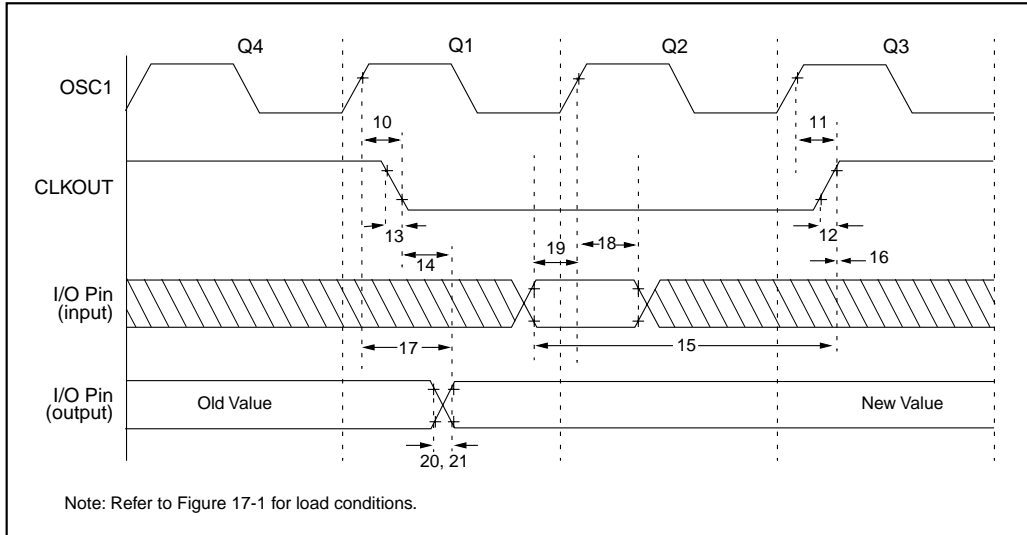 Q4 Q1 Q2 Q3
OSC1
10 11
CLKOUT
13 12
19 18 16
14
I/O Pin
(input)
17 15
I/O Pin
(output)
Old Value New Value
20, 21
Note: Refer to Figure 17-1 for load conditions.